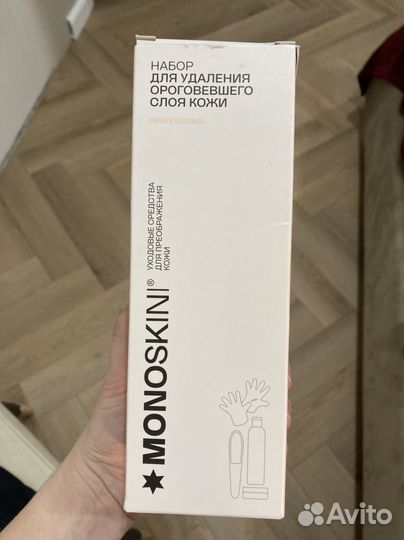 НАБОР
ДЛЯ УДАЛЕНИЯ
ОРОГОВЕВШЕГО
СЛОЯ КОЖИ
PROFESSIONAL
УХОДОВЫЕ СРЕДСТВА
ДЛЯ ПРЕОБРАЖЕНИЯ
КОЖИ
MONOSKIN®
Avito